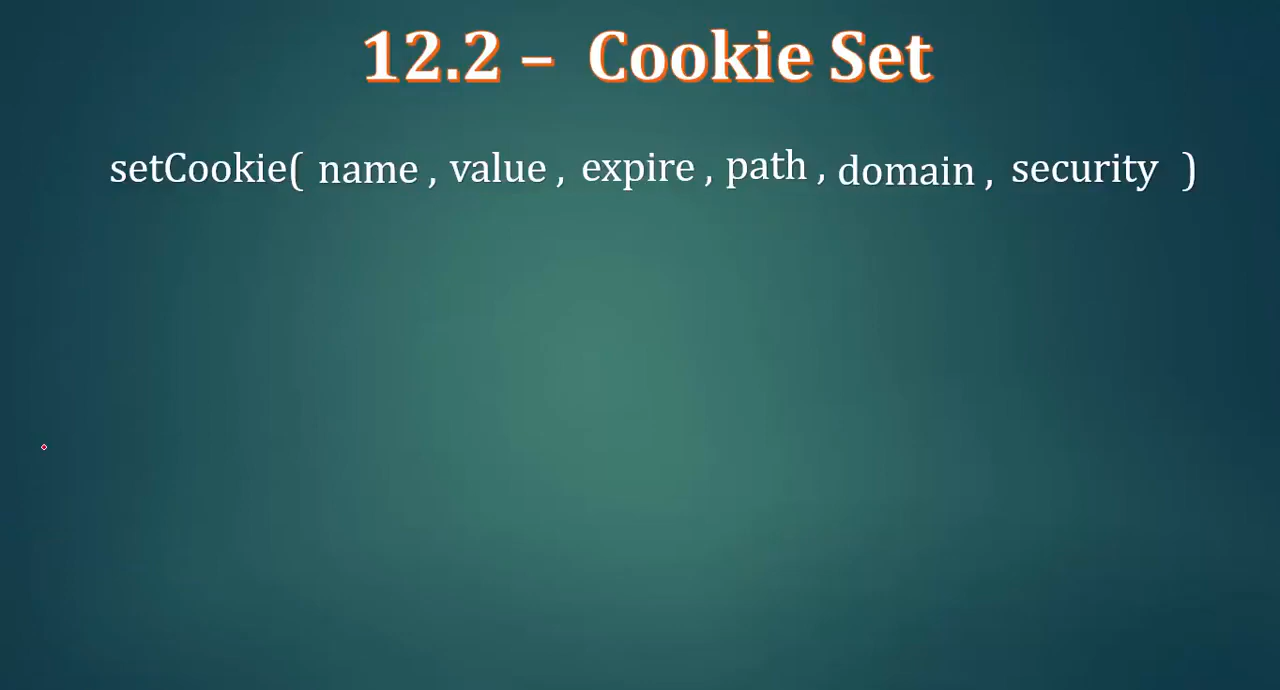 12.2 – Cookie Set
setCookie( name , value , expire , path , domain , security )